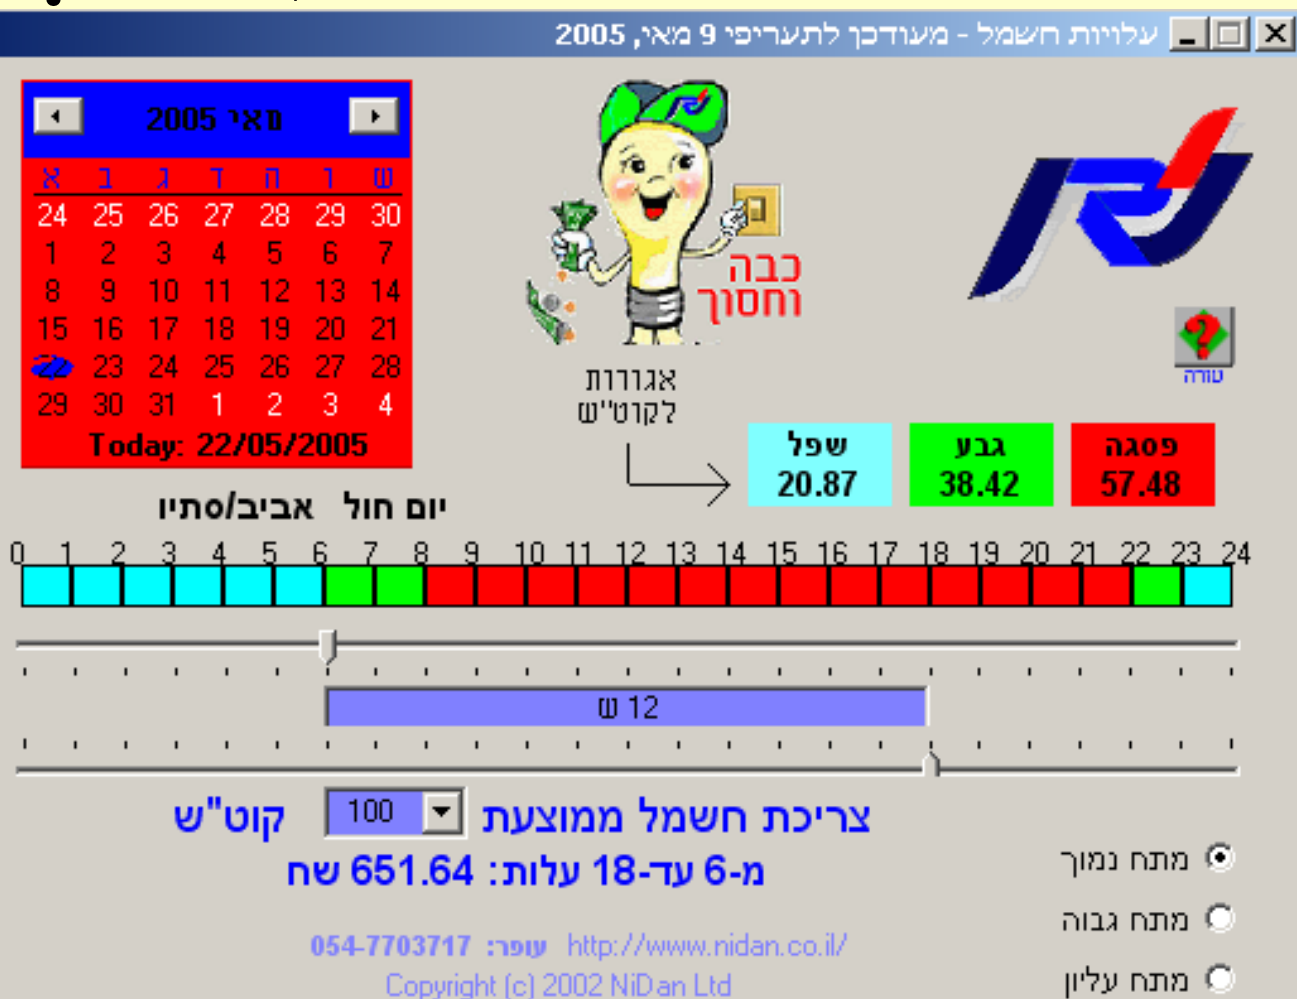 עלויות חשמל - מעודכן לתעריפי 9 מאי, 2005
מאי 2005
א ב ג ד ה ו ש
24 25 26 27 28 29 30
1 2 3 4 5 6 7
8 9 10 11 12 13 14
15 16 17 18 19 20 21
22 23 24 25 26 27 28
29 30 31 1 2 3 4
Today: 22/05/2005
כבה
וחסוך
עזרה
אגורות
לקוט"ש
פסגה
57.48
גבע
38.42
שפל
20.87
יום חול אביב/סתיו
0 1 2 3 4 5 6 7 8 9 10 11 12 13 14 15 16 17 18 19 20 21 22 23 24
12 ש
צריכת חשמל ממוצעת 100 קוט"ש
מ-6 עד-18 עלות: 651.64 שח
מתח נמוך
מתח גבוה
מתח עליון
http://www.nidan.co.il/ עופר: 054-7703717
Copyright (c) 2002 NiDan Ltd